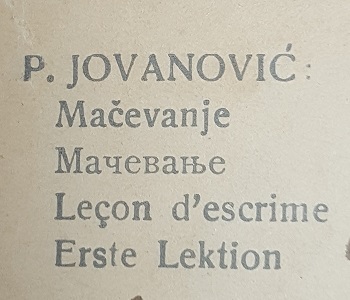 P. JOVANOVIĆ:
Mačevanje
Мачевање
Leçon d'escrime
Erste Lektion